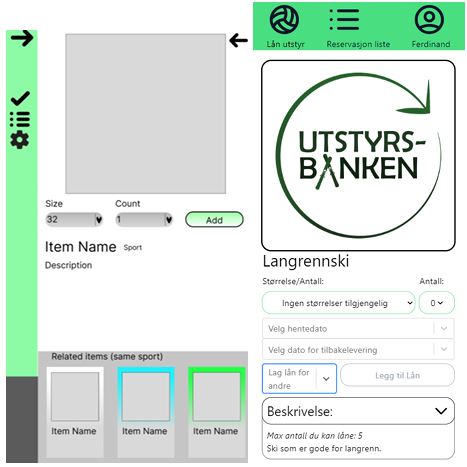 Size
Count
32
1
Add
Item Name
Sport
Description
Related items (same sport)
Item Name
Item Name
Item Name
Lån utstyr
Reservasjon liste
Ferdinand
UTSTYRS-
BANKEN
Langrennski
Størrelse/Antall:
Antall:
Ingen størrelser tilgjengelig
0
Velg hentedato
Velg dato for tilbakelevering
Lag lån for
andre
Legg til Lån
Beskrivelse:
Max antall du kan låne: 5
Ski som er gode for langrenn.